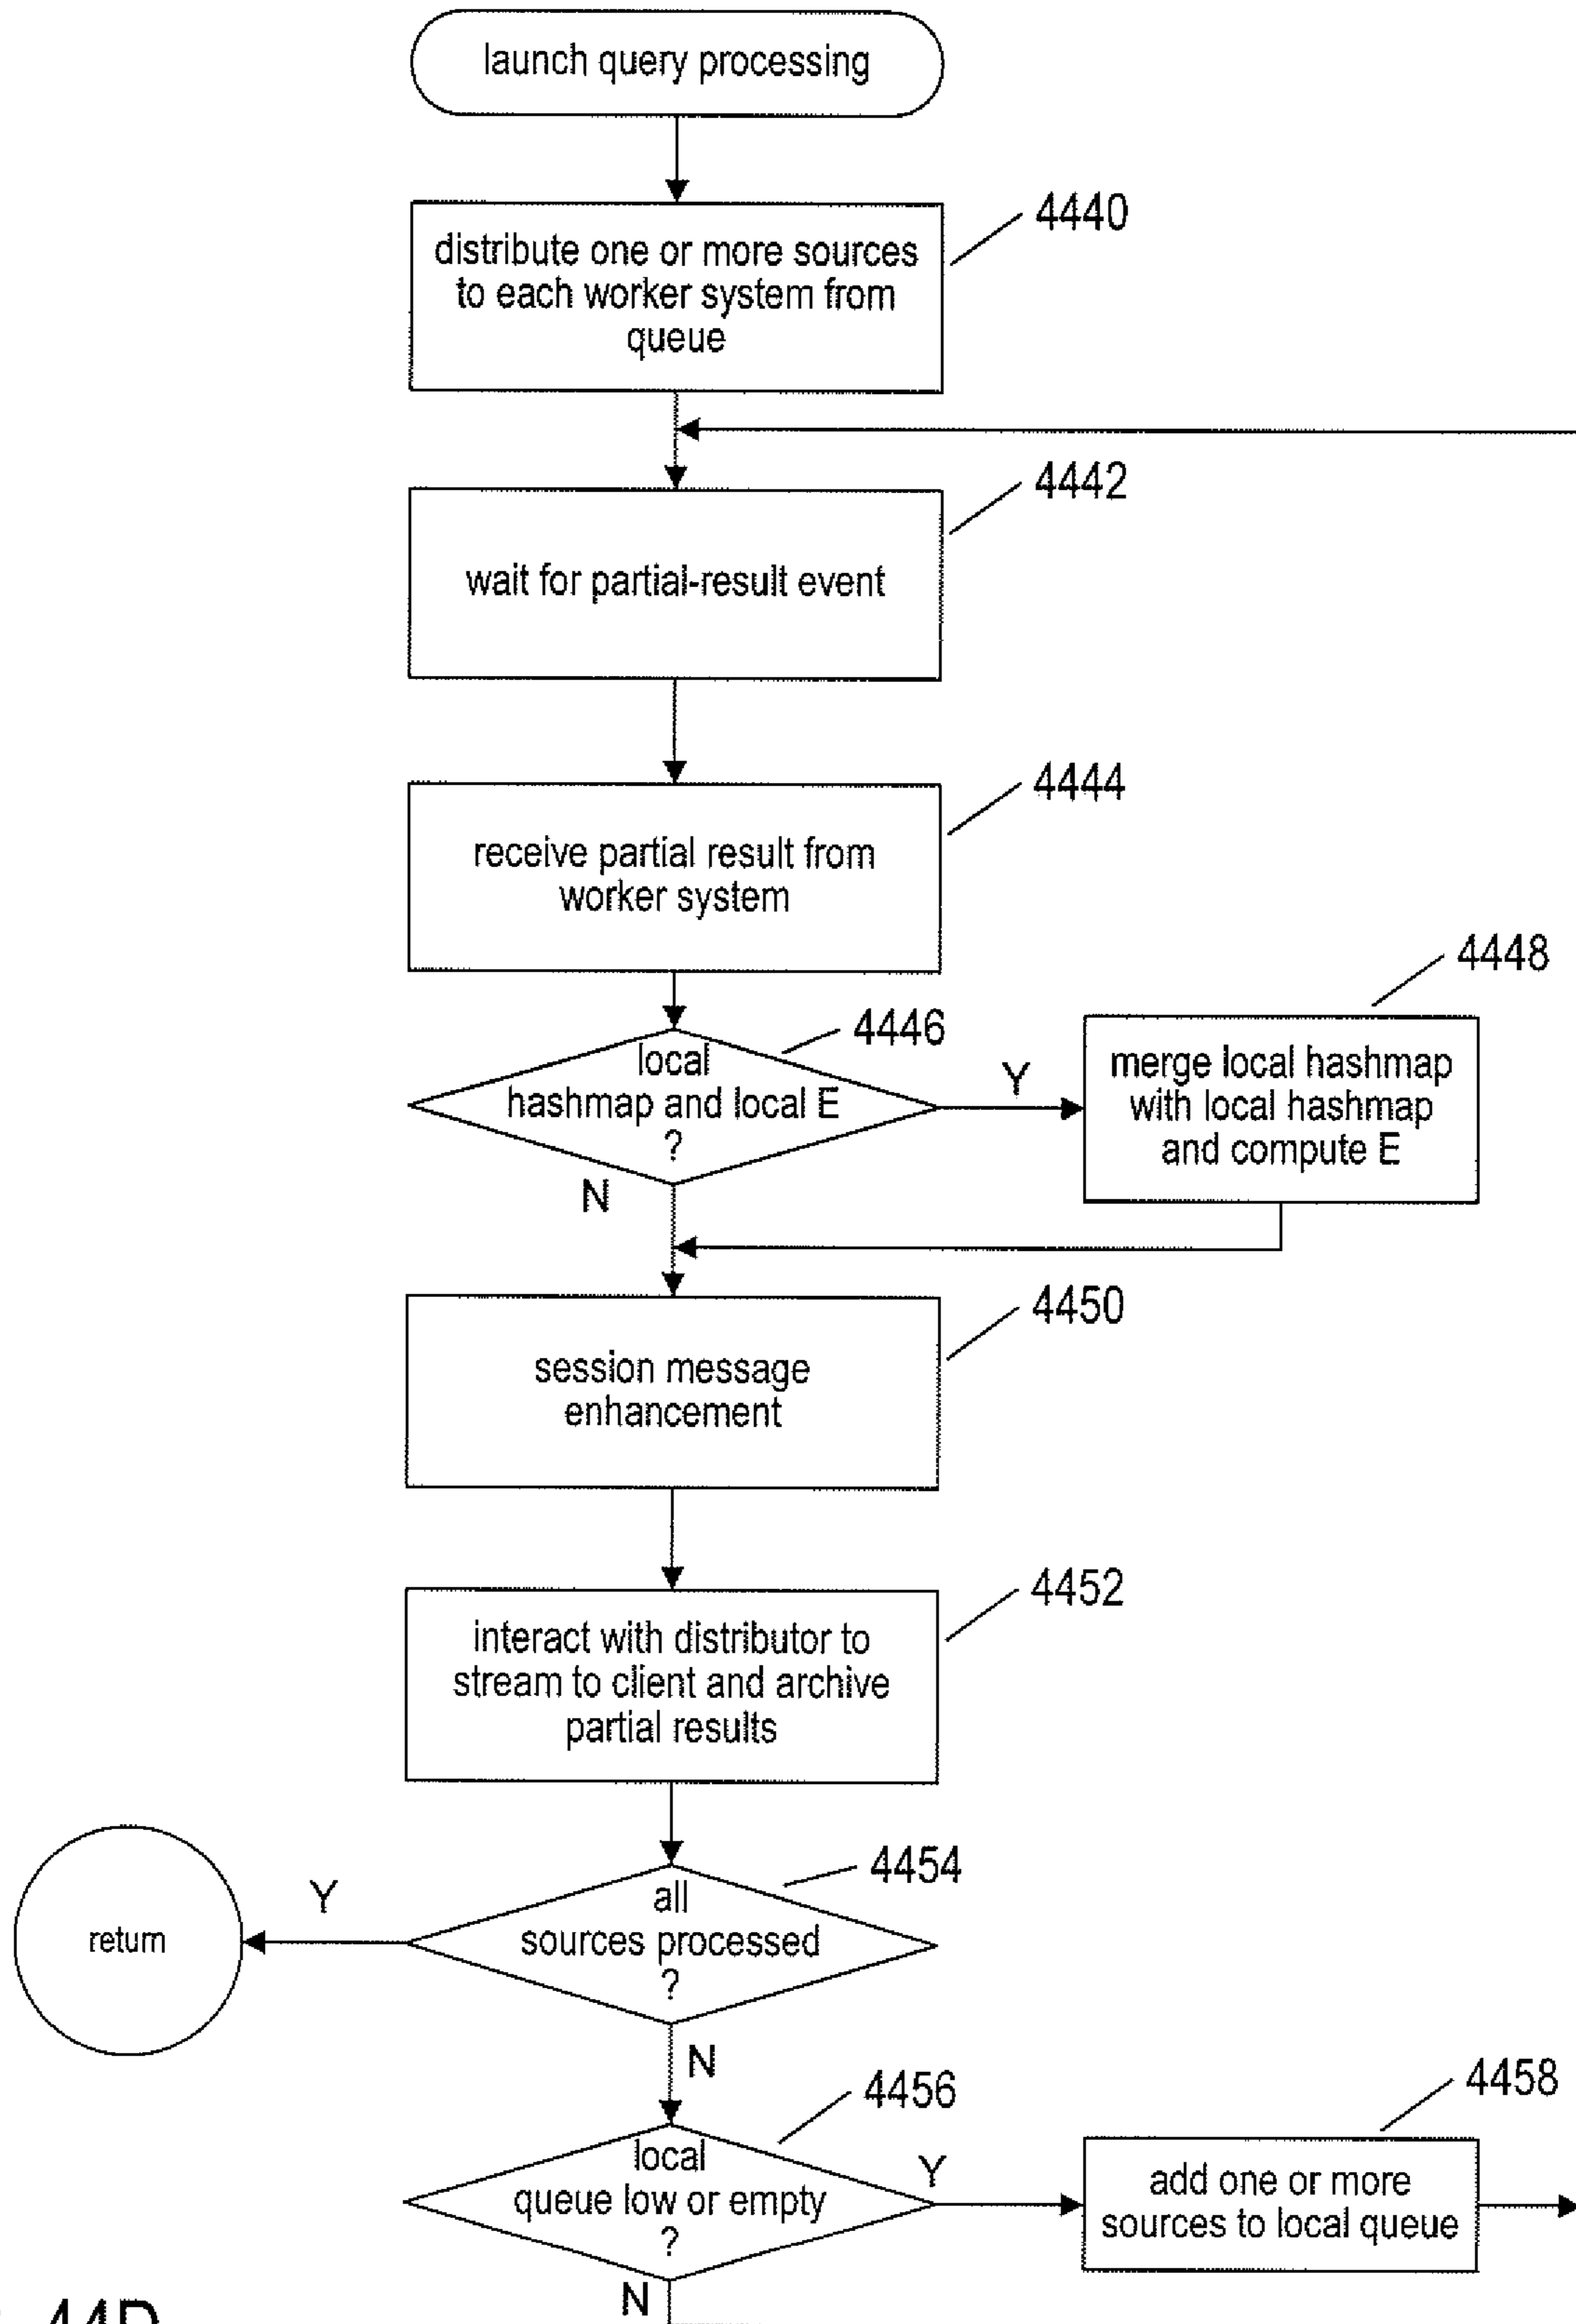 launch query processing
4440
distribute one or more sources
to each worker system from
queue
4442
wait for partial-result event
4444
receive partial result from
worker system
4446
local
hashmap and local E
?
Y
N
4448
merge local hashmap
with local hashmap
and compute E
4450
session message
enhancement
4452
interact with distributor to
stream to client and archive
partial results
4454
all
sources processed
?
Y
return
N
4456
local
queue low or empty
?
Y
N
4458
add one or more
sources to local queue
44D